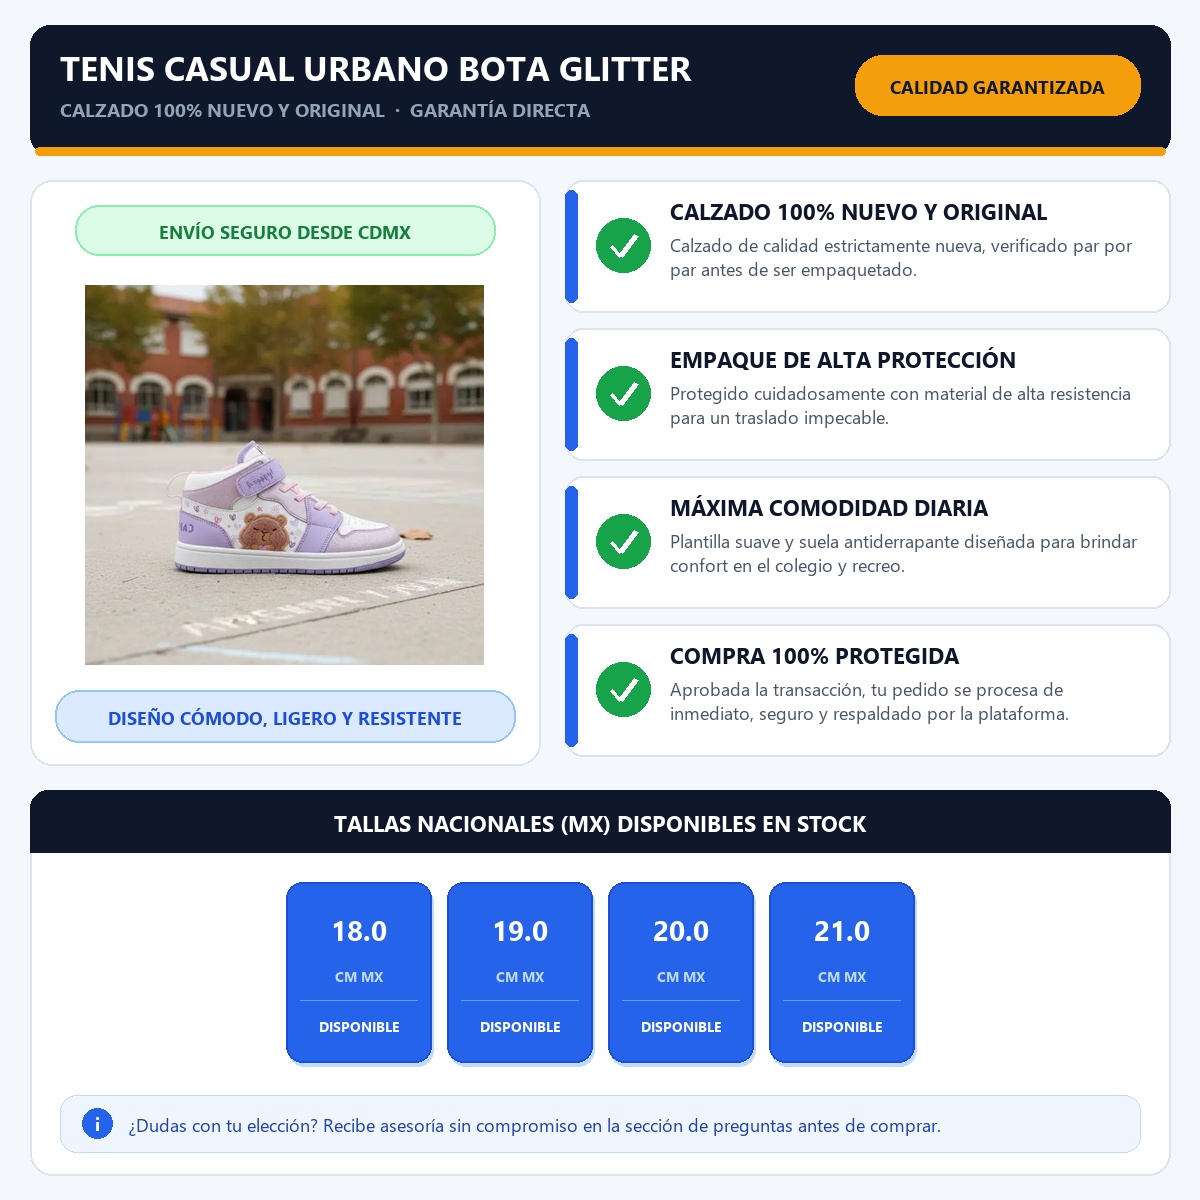 TENIS CASUAL URBANO BOTA GLITTER
CALZADO 100% NUEVO Y ORIGINAL · GARANTÍA DIRECTA
CALIDAD GARANTIZADA
ENVÍO SEGURO DESDE CDMX
DISEÑO CÓMODO, LIGERO Y RESISTENTE
CALZADO 100% NUEVO Y ORIGINAL
Calzado de calidad estrictamente nueva, verificado par por
par antes de ser empaquetado.
EMPAQUE DE ALTA PROTECCIÓN
Protegido cuidadosamente con material de alta resistencia
para un traslado impecable.
MÁXIMA COMODIDAD DIARIA
Plantilla suave y suela antiderrapante diseñada para brindar
confort en el colegio y recreo.
COMPRA 100% PROTEGIDA
Aprobada la transacción, tu pedido se procesa de
inmediato, seguro y respaldado por la plataforma.
TALLAS NACIONALES (MX) DISPONIBLES EN STOCK
18.0
CM MX
DISPONIBLE
19.0
CM MX
DISPONIBLE
20.0
CM MX
DISPONIBLE
21.0
CM MX
DISPONIBLE
¿Dudas con tu elección? Recibe asesoría sin compromiso en la sección de preguntas antes de comprar.